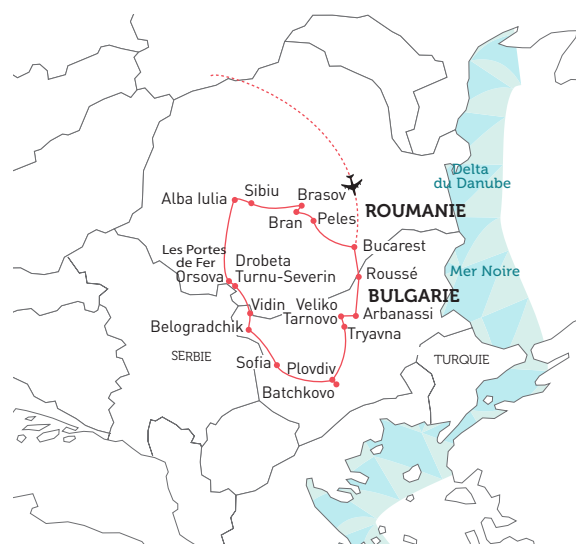 Delta
du Danube
Brasov
Sibiu
Alba Iulia
ROUMANIE
Bran
Peles
Bucarest
Les Portes
de Fer
Drobeta
Turnu-Severin
Orsova
Roussé
Mer Noire
BULGARIE
Vidin
Veliko
Tarnovo
Arbanassi
Belogradchik
Tryavna
SERBIE
Sofia
Plovdiv
TURQUIE
Batchkovo